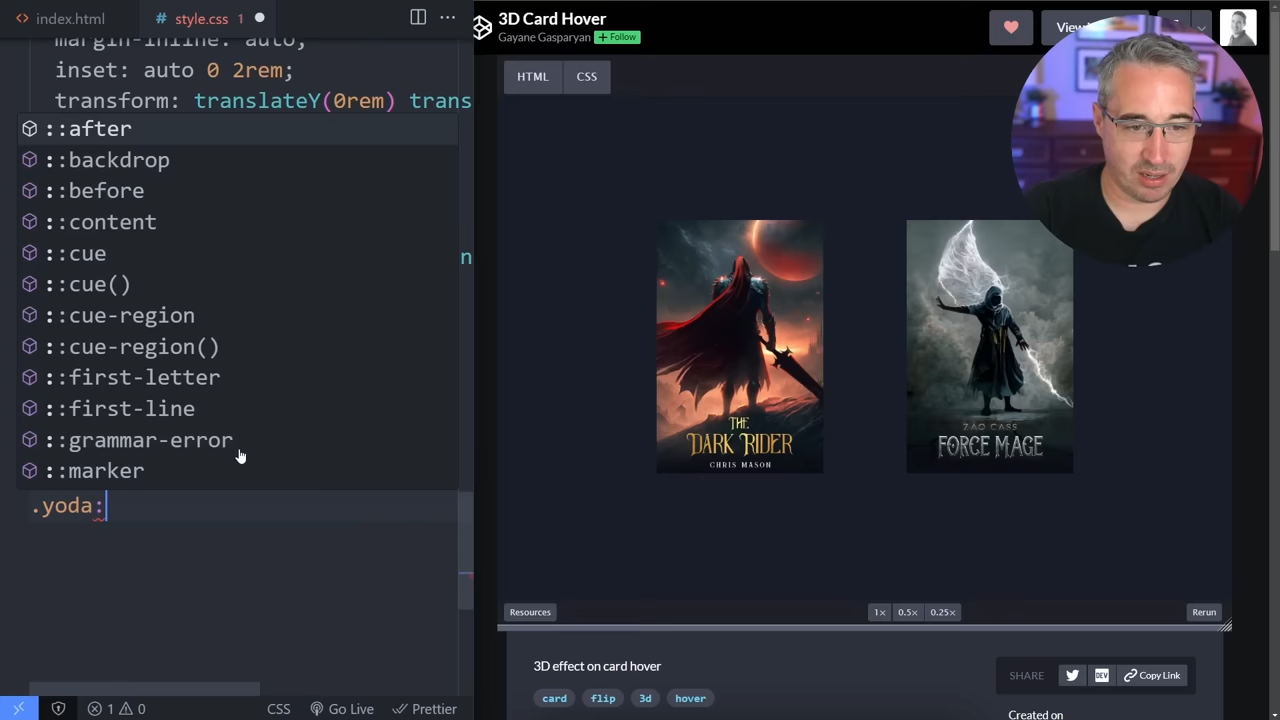 index.html
style.css 1
margin-inline: auto;
inset: auto 0 2rem;
transform: translateY(0rem) trans
::after
::backdrop
::before
::content
::cue
::cue()
::cue-region
::cue-region()
::first-letter
::first-line
::grammar-error
::marker
n
.yoda:
1 0
CSS
Go Live
Prettier
3D Card Hover
Gayane Gasparyan
+ Follow
View
HTML
CSS
THE
DARK RIDER
CHRIS MASON
ZAQ CASS
FORCE MAGE
Resources
1×
0.5×
0.25×
Rerun
3D effect on card hover
card
flip
3d
hover
SHARE
DEV
Copy Link
Created on